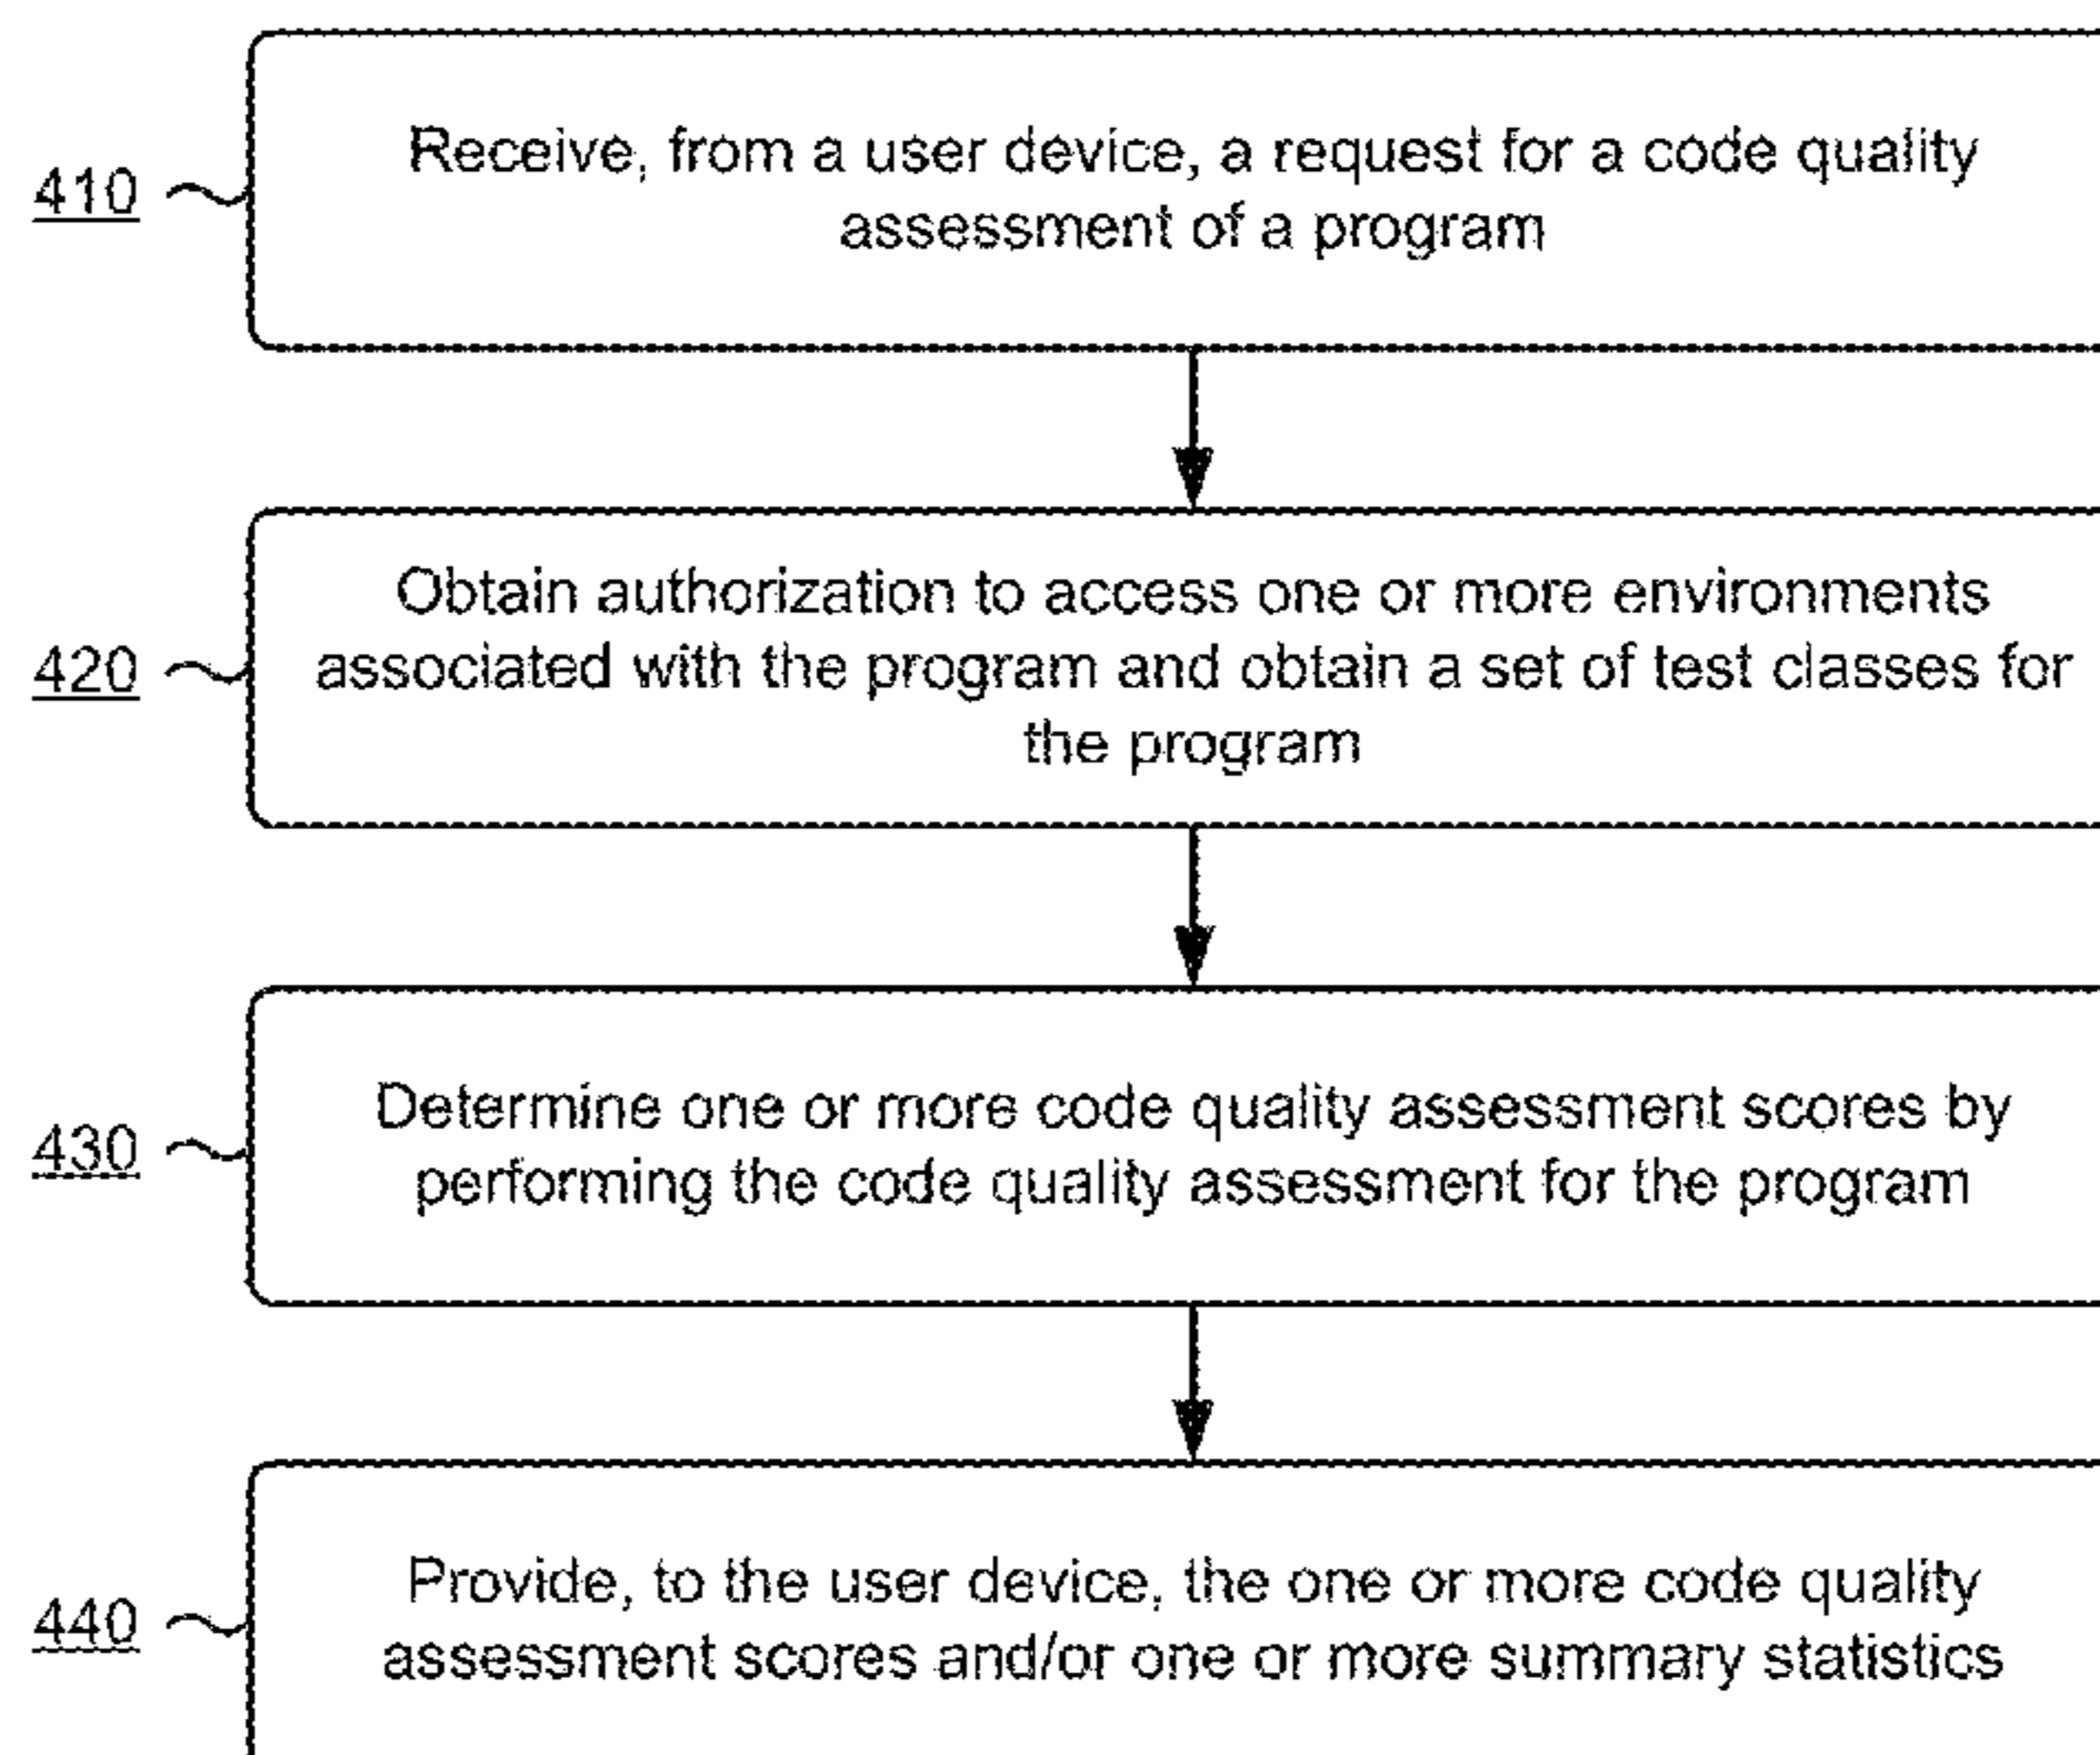 410
Receive, from a user device, a request for a code quality
assessment of a program
420
Obtain authorization to access one or more environments
associated with the program and obtain a set of test classes for
the program
430
Determine one or more code quality assessment scores by
performing the code quality assessment for the program
440
Provide, to the user device, the one or more code quality
assessment scores and/or one or more summary statistics